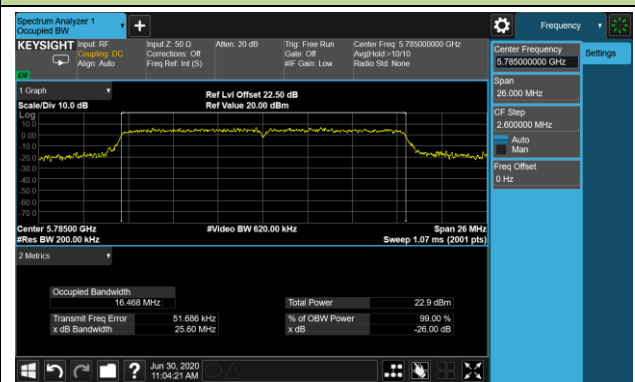 Spectrum Analyzer 1
Occupied BW
Frequency
KEYSIGHT
Input: RF
Coupling: DC
Align: Auto
Input Z: 50 Ω
Corrections: Off
Freq Ref: Int (S)
Atten: 20 dB
Trig: Free Run
Gate: Off
#IF Gain: Low
Center Freq: 5.785000000 GHz
Avg|Hold:>10/10
Radio Std: None
Center Frequency
5.785000000 GHz
Settings
Span
26.000 MHz
CF Step
2.600000 MHz
Auto
Man
Freq Offset
0 Hz
1 Graph
Scale/Div 10.0 dB
Ref Lvl Offset 22.50 dB
Ref Value 20.00 dBm
Log
10.0
0.00
-10.0
-20.0
-30.0
-40.0
-50.0
-60.0
-70.0
Center 5.78500 GHz
#Res BW 200.00 kHz
#Video BW 620.00 kHz
Span 26 MHz
Sweep 1.07 ms (2001 pts)
2 Metrics
Occupied Bandwidth
16.468 MHz
Total Power 22.9 dBm
Transmit Freq Error 51.686 kHz
% of OBW Power 99.00 %
x dB Bandwidth 25.60 MHz
x dB -26.00 dB
?
Jun 30, 2020
11:04:21 AM